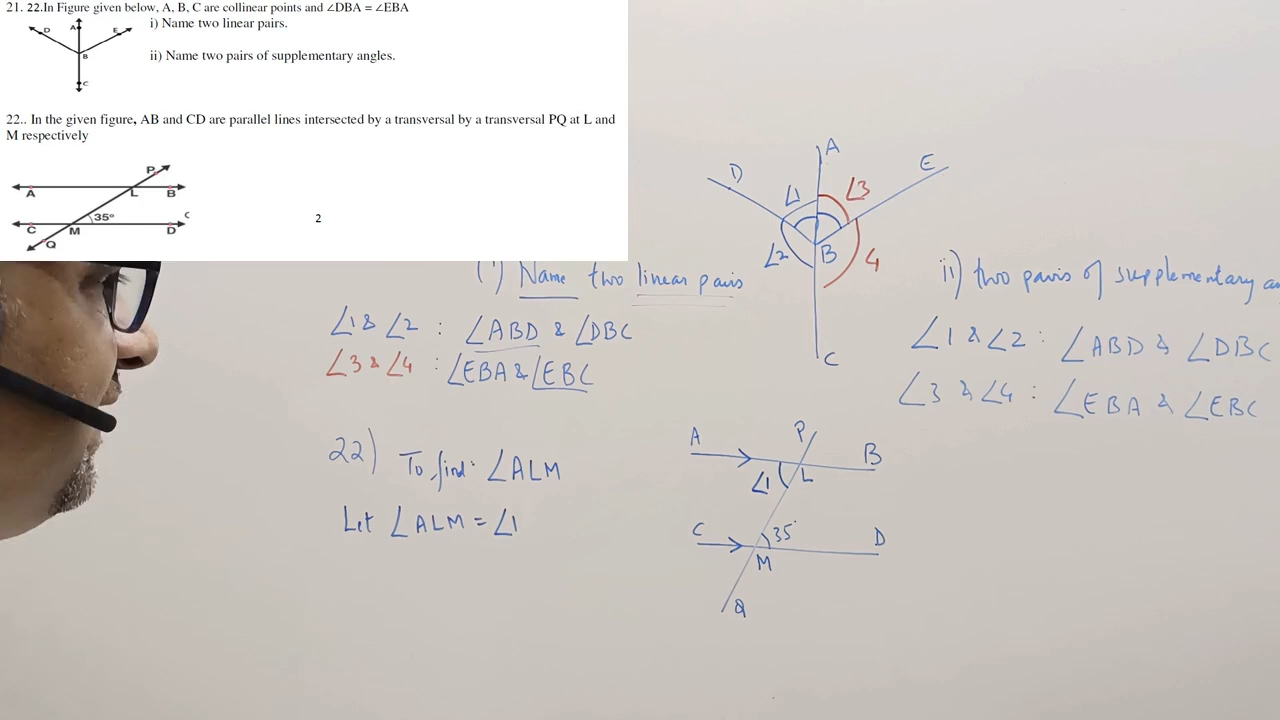 21. 22.In Figure given below, A, B, C are collinear points and ∠DBA = ∠EBA
i) Name two linear pairs.
ii) Name two pairs of supplementary angles.
D
A
E
B
C
22.. In the given figure, AB and CD are parallel lines intersected by a transversal by a transversal PQ at L and
M respectively
P
A
L
B
35°
C
M
D
Q
2
A
D
E
∠1
∠3
∠2
B
4
C
(i) Name two linear pairs
∠1 & ∠2 : ∠ABD & ∠DBC
∠3 & ∠4 : ∠EBA & ∠EBC
ii) two pairs of supplementary
∠1 & ∠2 : ∠ABD & ∠DBC
∠3 & ∠4 : ∠EBA & ∠EBC
22) To find: ∠ALM
Let ∠ALM = ∠1
A
P
B
∠1
L
C
35°
D
M
Q